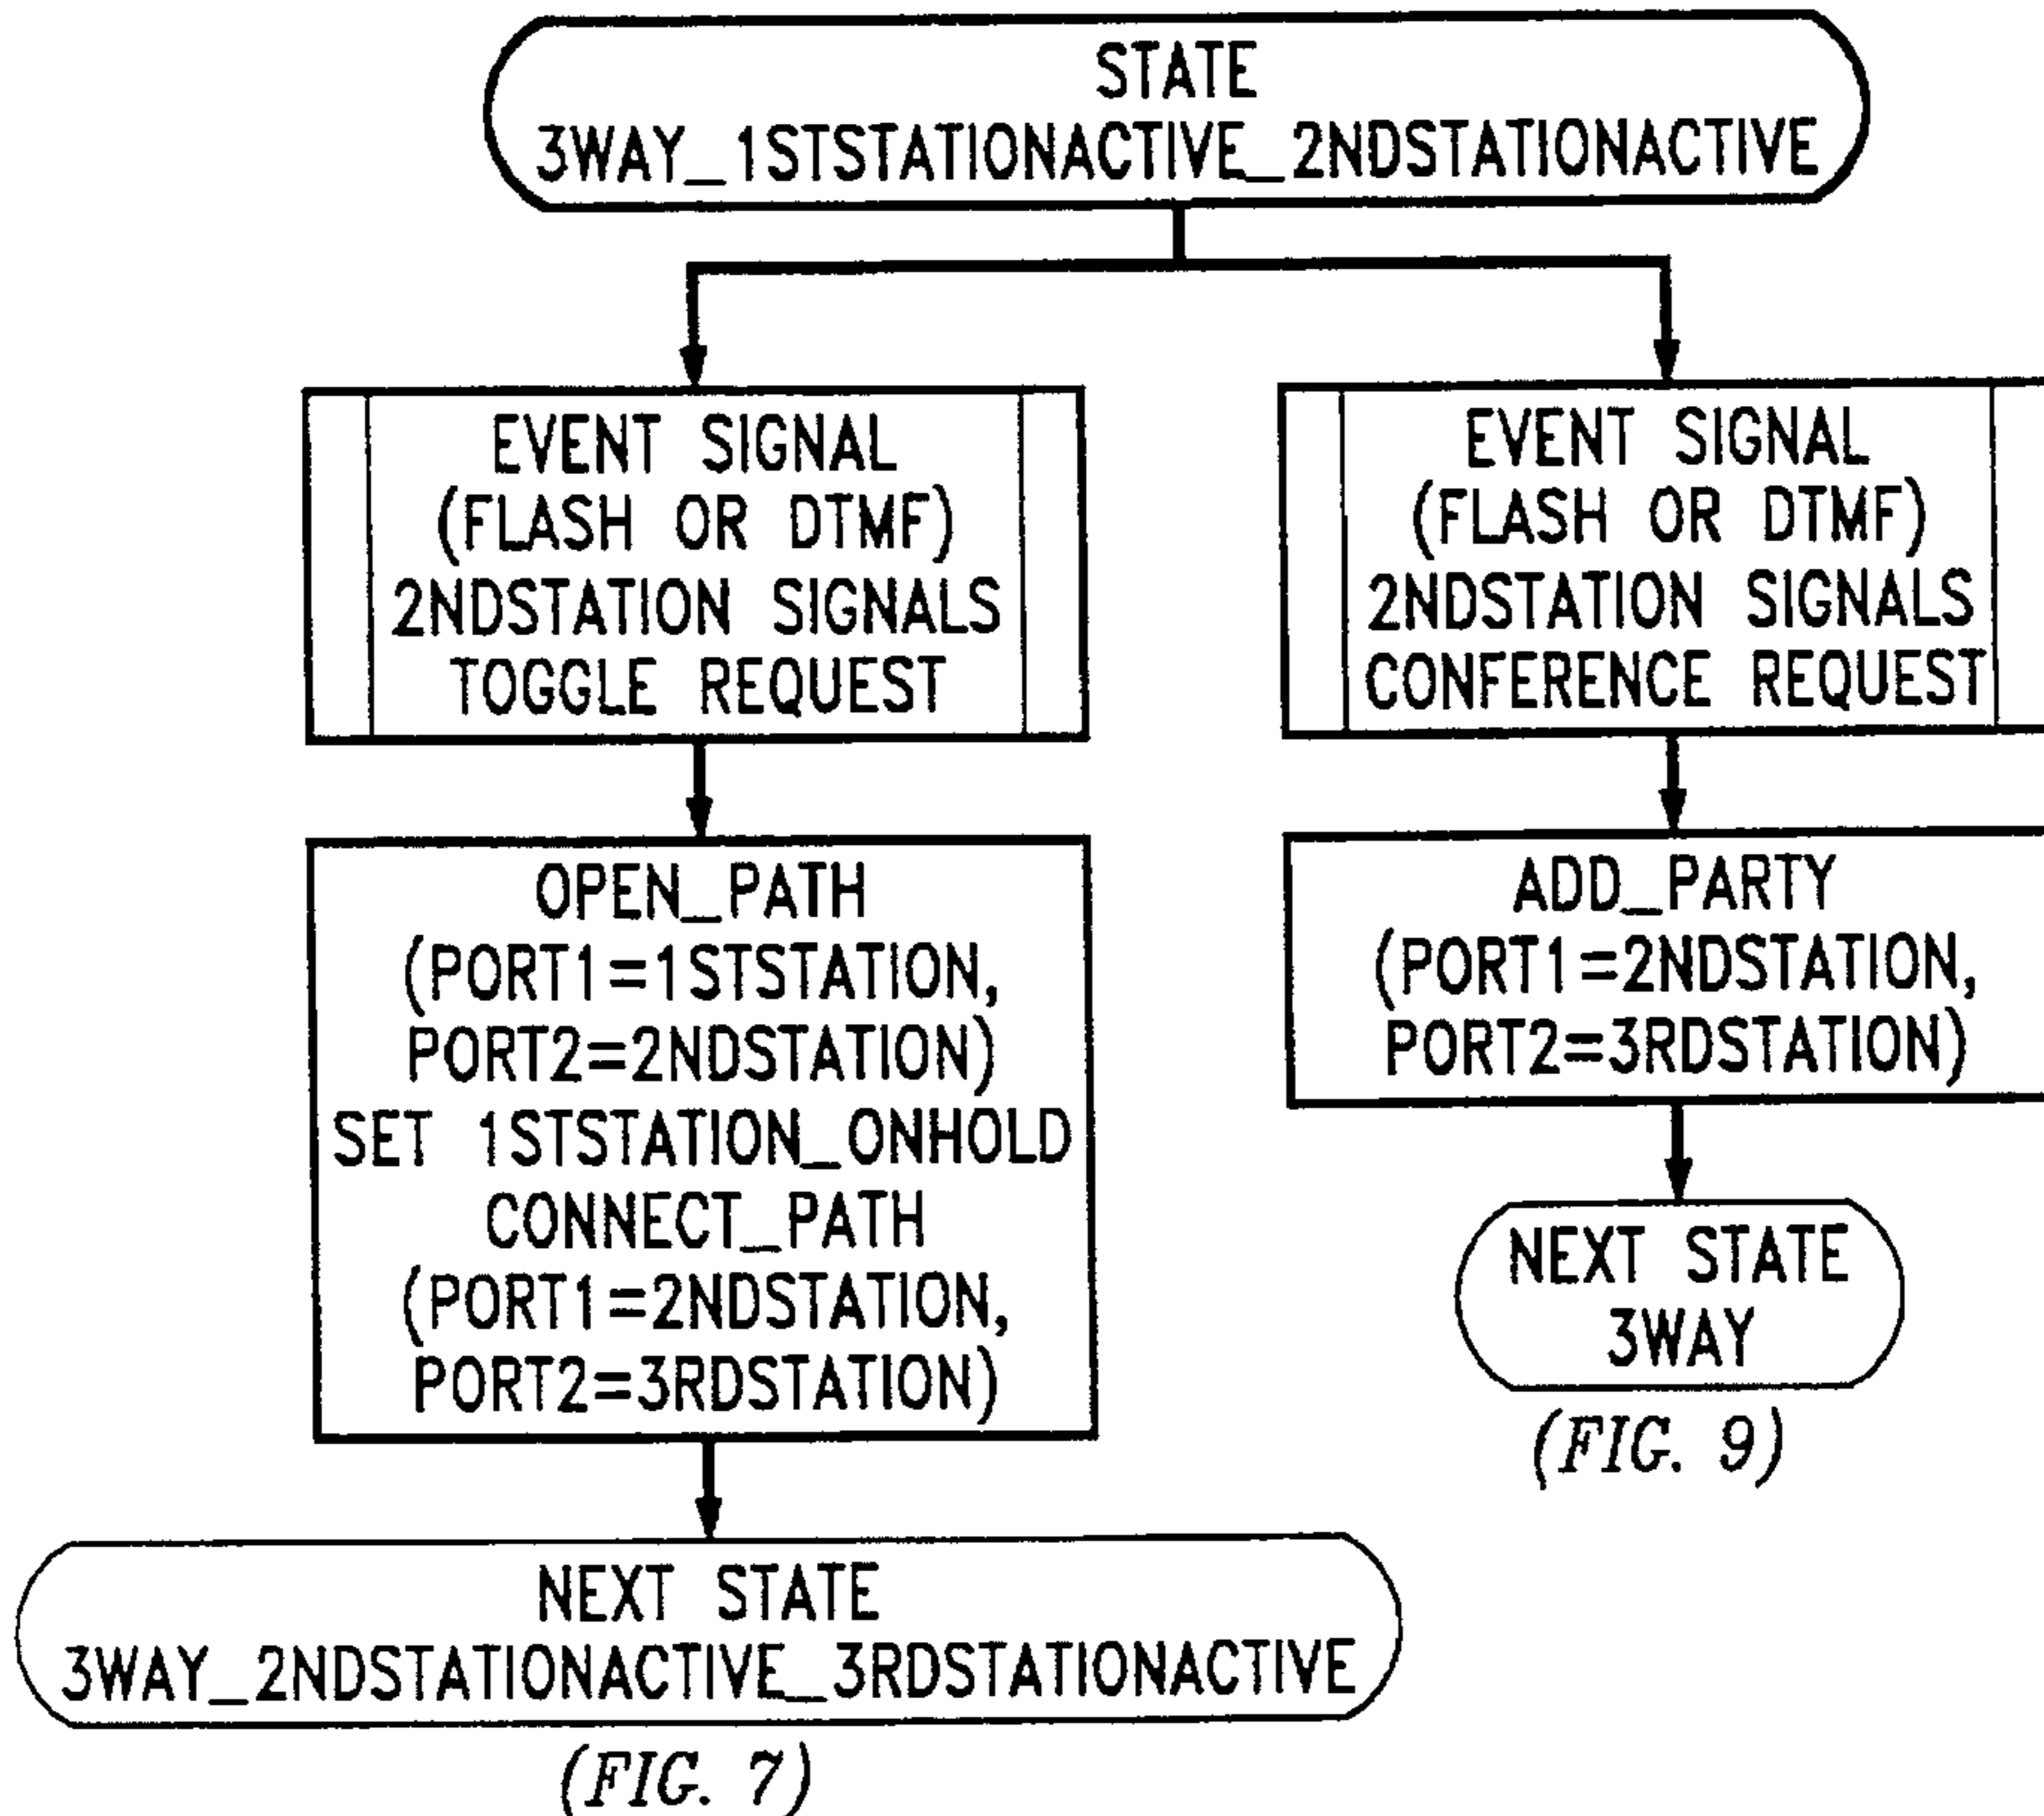 STATE
3WAY_1STSTATIONACTIVE_2NDSTATIONACTIVE
EVENT SIGNAL
(FLASH OR DTMF)
2NDSTATION SIGNALS
TOGGLE REQUEST
OPEN_PATH
(PORT1=1STSTATION,
PORT2=2NDSTATION)
SET 1STSTATION_ONHOLD
CONNECT_PATH
(PORT1=2NDSTATION,
PORT2=3RDSTATION)
NEXT STATE
3WAY_2NDSTATIONACTIVE_3RDSTATIONACTIVE
(FIG. 7)
EVENT SIGNAL
(FLASH OR DTMF)
2NDSTATION SIGNALS
CONFERENCE REQUEST
ADD_PARTY
(PORT1=2NDSTATION,
PORT2=3RDSTATION)
NEXT STATE
3WAY
(FIG. 9)